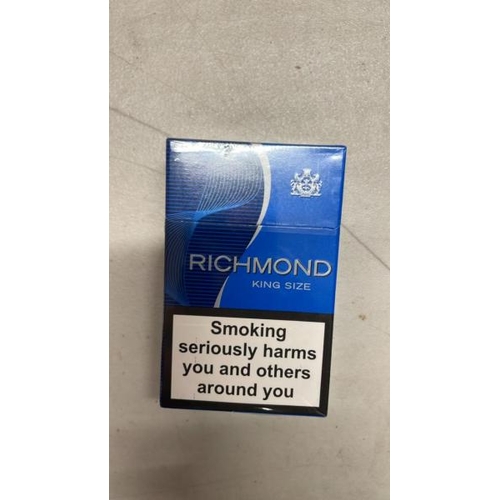 RICHMOND
KING SIZE
Smoking
seriously harms
you and others
around you